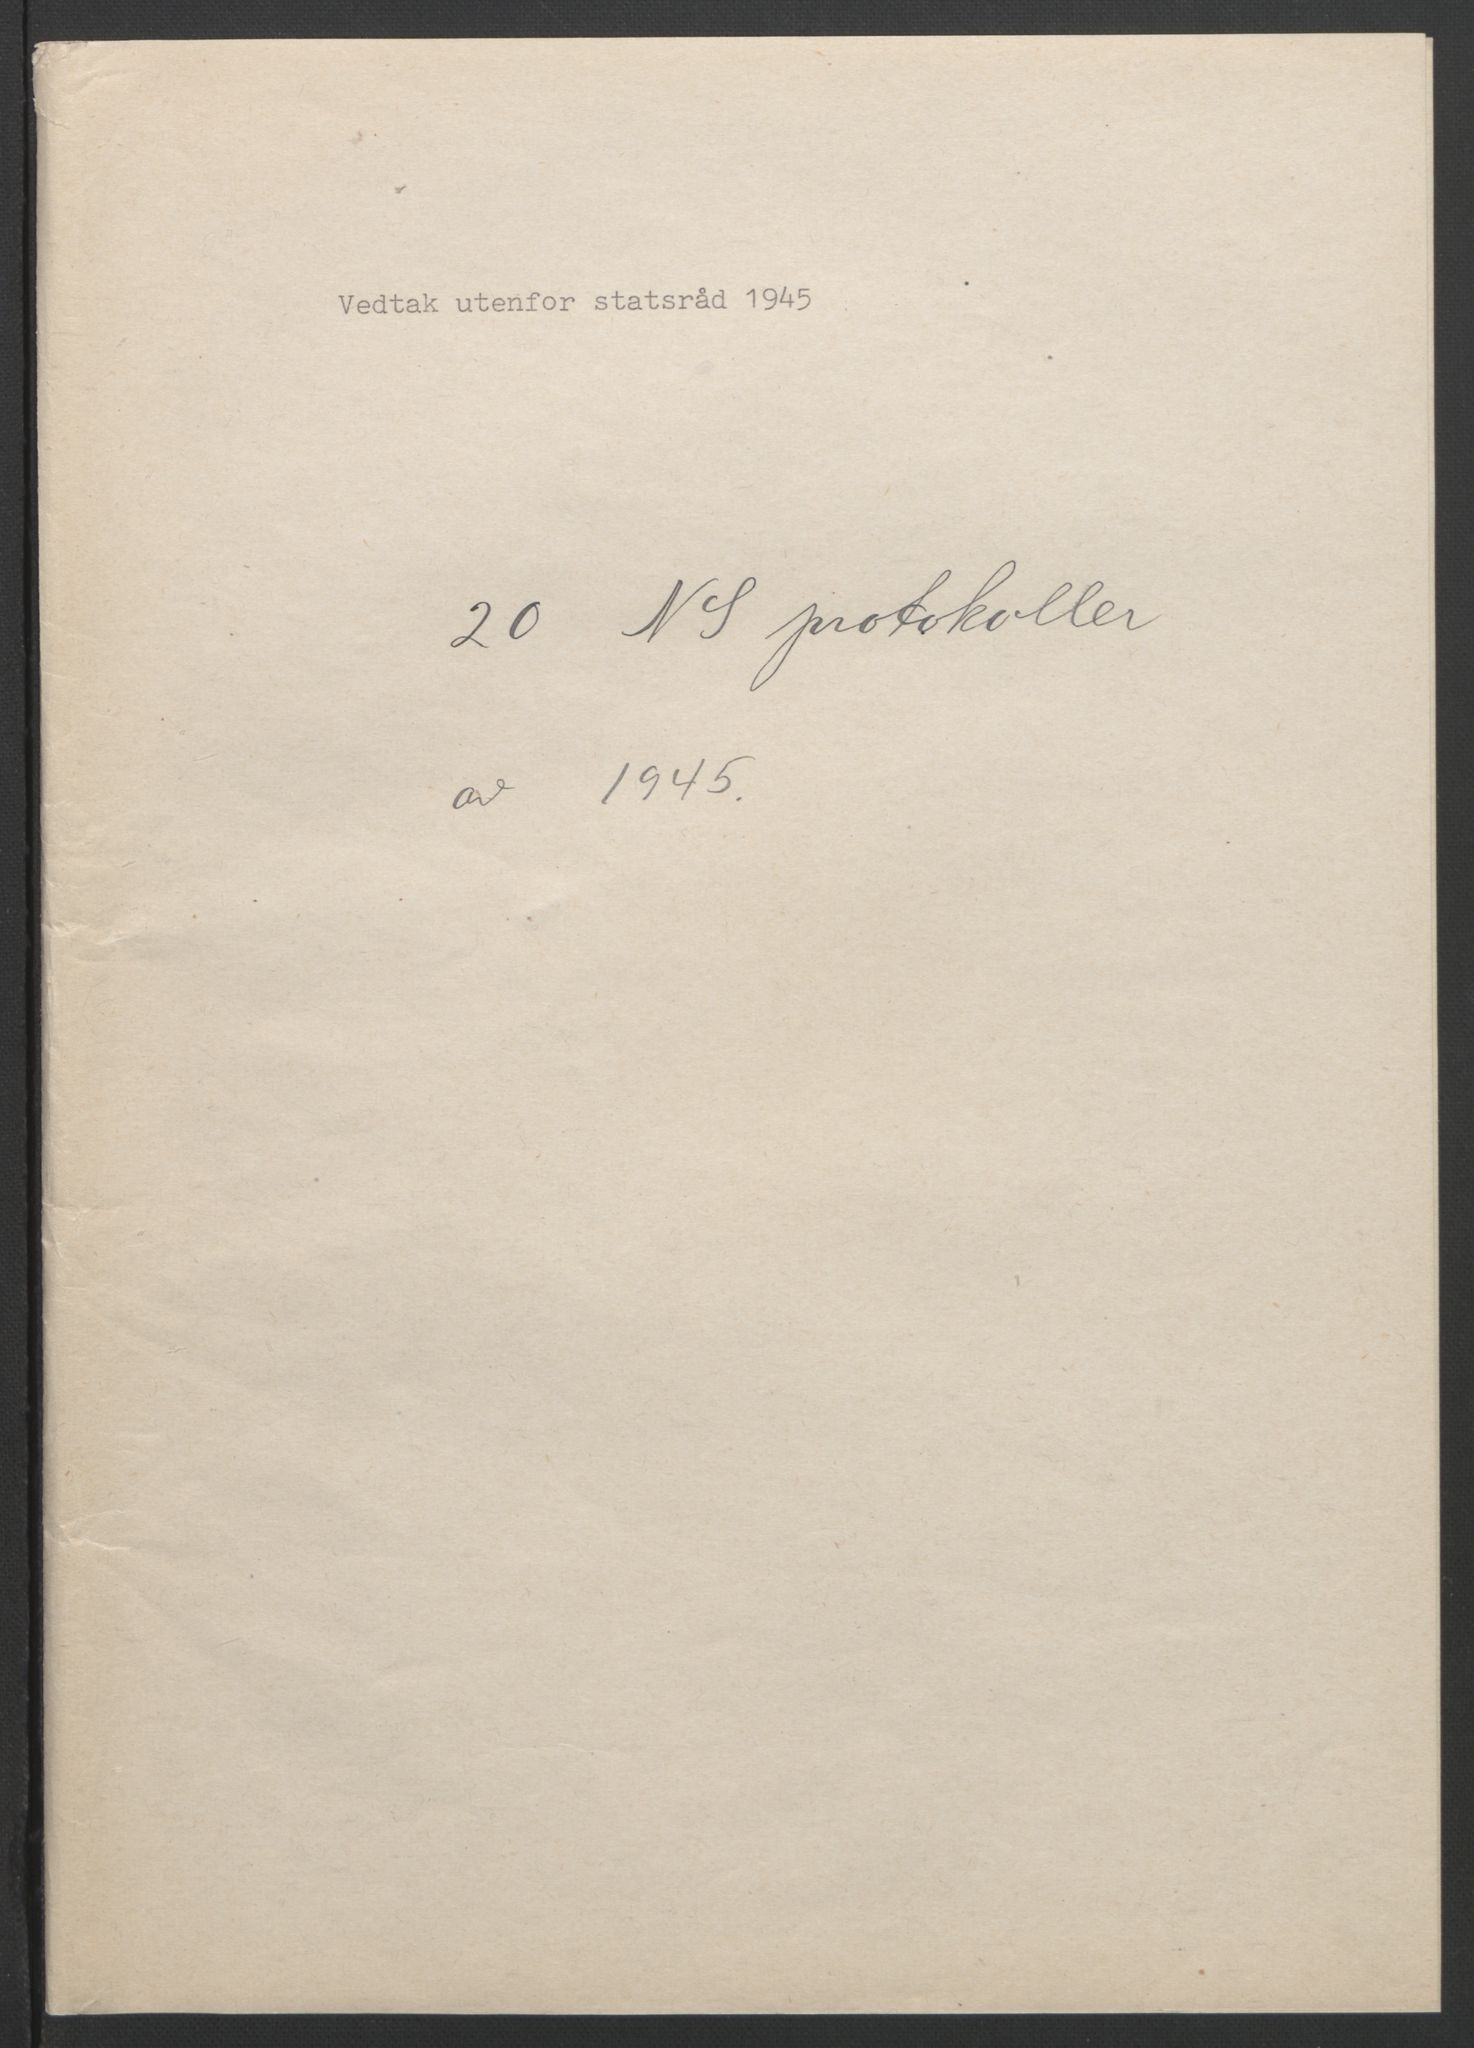 Vedtak utenfor statsråd 1945
20 NS protokoller
av 1945.